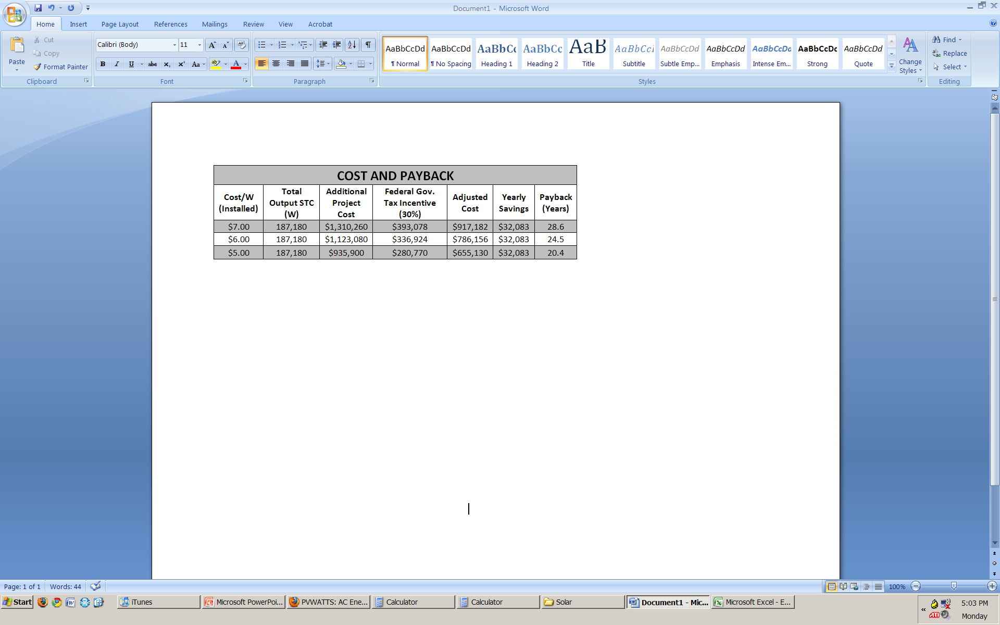 Document1 - Microsoft Word
Home Insert Page Layout References Mailings Review View Acrobat
Paste
Cut
Copy
Format Painter
Clipboard
Calibri (Body) 11
Font
Paragraph
AaBbCcDd AaBbCcDd AaBbCc AaBbCc AaB AaBbCcI AaBbCcDd AaBbCcDd AaBbCcDd AaBbCcDc AaBbCcDd
¶ Normal ¶ No Spacing Heading 1 Heading 2 Title Subtitle Subtle Emp... Emphasis Intense Em... Strong Quote
Change Styles
Styles
Find
Replace
Select
Editing
COST AND PAYBACK
Cost/W (Installed) Total Output STC (W) Additional Project Cost Federal Gov. Tax Incentive (30%) Adjusted Cost Yearly Savings Payback (Years)
$7.00 187,180 $1,310,260 $393,078 $917,182 $32,083 28.6
$6.00 187,180 $1,123,080 $336,924 $786,156 $32,083 24.5
$5.00 187,180 $935,900 $280,770 $655,130 $32,083 20.4
Page: 1 of 1 Words: 44 100%
Start iTunes Microsoft PowerPoi... PVWATTS: AC Ene... Calculator Calculator Solar Document1 - Mic... Microsoft Excel - E... « ATI 5:03 PM
Monday